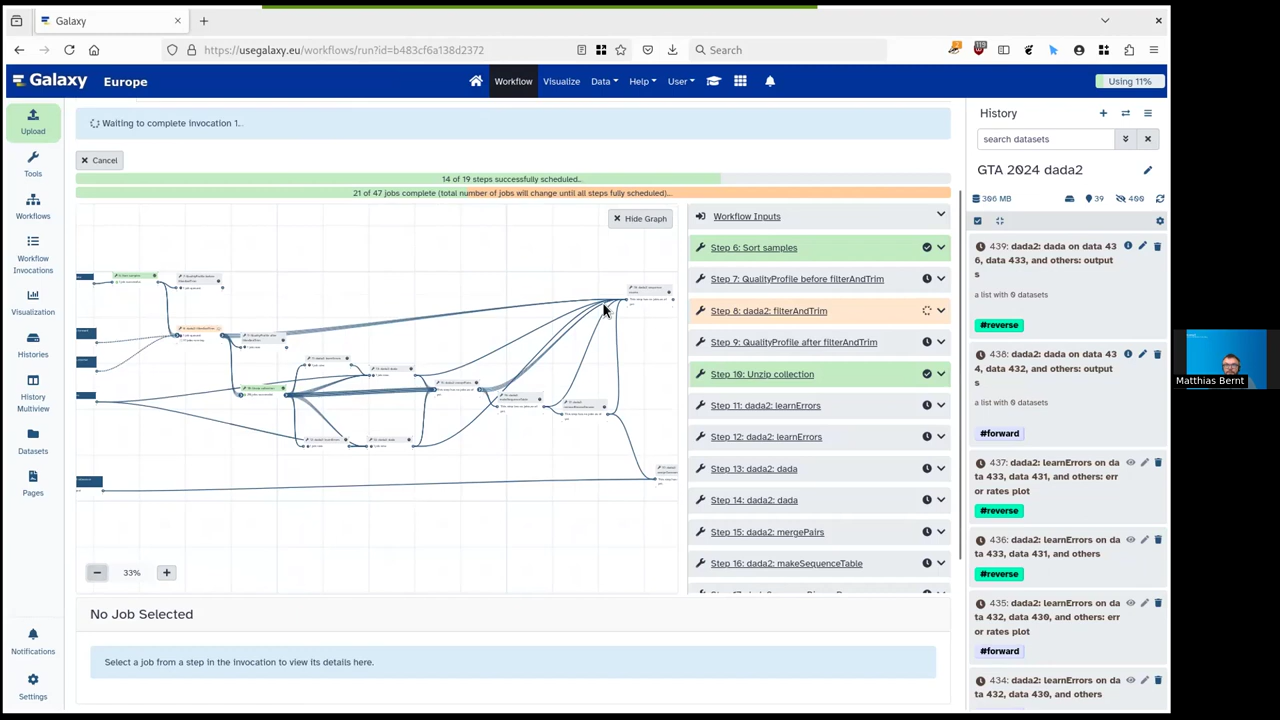 Galaxy
https://usegalaxy.eu/workflows/run?id=b483cf6a138d2372
Search
Galaxy Europe
Workflow Visualize Data Help User
Using 11%
Upload
Tools
Workflows
Workflow
Invocations
Visualization
Histories
History
Multiview
Datasets
Pages
Notifications
Settings
Waiting to complete invocation 1..
Cancel
14 of 19 steps successfully scheduled...
21 of 47 jobs complete (total number of jobs will change until all steps fully scheduled)...
Hide Graph
33%
Workflow Inputs
Step 6: Sort samples
Step 7: QualityProfile before filterAndTrim
Step 8: dada2: filterAndTrim
Step 9: QualityProfile after filterAndTrim
Step 10: Unzip collection
Step 11: dada2: learnErrors
Step 12: dada2: learnErrors
Step 13: dada2: dada
Step 14: dada2: dada
Step 15: dada2: mergePairs
Step 16: dada2: makeSequenceTable
No Job Selected
Select a job from a step in the invocation to view its details here.
History
search datasets
GTA 2024 dada2
306 MB
39
400
439: dada2: dada on data 43
6, data 433, and others: output
s
a list with 0 datasets
#reverse
438: dada2: dada on data 43
4, data 432, and others: output
s
a list with 0 datasets
#forward
437: dada2: learnErrors on da
ta 433, data 431, and others: err
or rates plot
#reverse
436: dada2: learnErrors on da
ta 433, data 431, and others
#reverse
435: dada2: learnErrors on da
ta 432, data 430, and others: err
or rates plot
#forward
434: dada2: learnErrors on da
ta 432, data 430, and others
Matthias Bernt